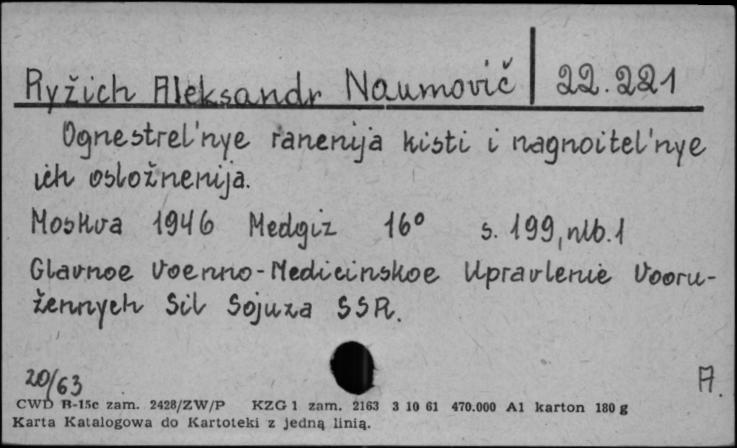 Ryžich Aleksandr Naumovič 22.221
Ognestrel'nye ranenija kisti i nagnoitel'nye
ich osložnenija.
Moskva 1946 Medgiz 16° s. 199, nlb. 1
Glavnoe Voenno-Medicinskoe Upravlenie Vooru-
žennych Sil Sojuza SSR.
20/63 A.
CWD B-15c zam. 2428/ZW/P KZG 1 zam. 2163 3 10 61 470.000 A1 karton 180 g
Karta Katalogowa do Kartoteki z jedną linią.